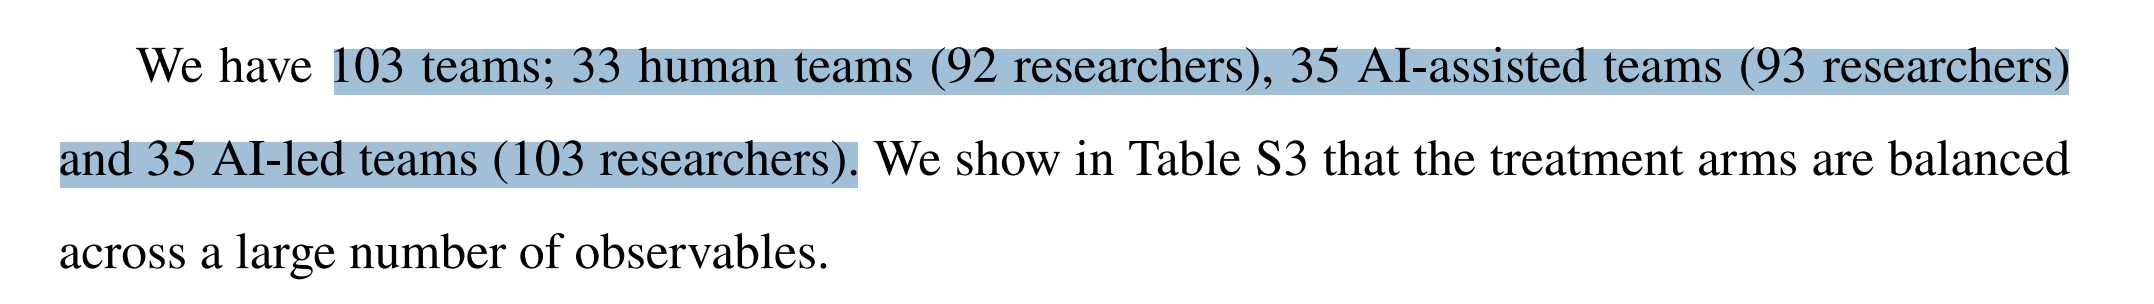 We have 103 teams; 33 human teams (92 researchers), 35 AI-assisted teams (93 researchers)
and 35 AI-led teams (103 researchers). We show in Table S3 that the treatment arms are balanced
across a large number of observables.